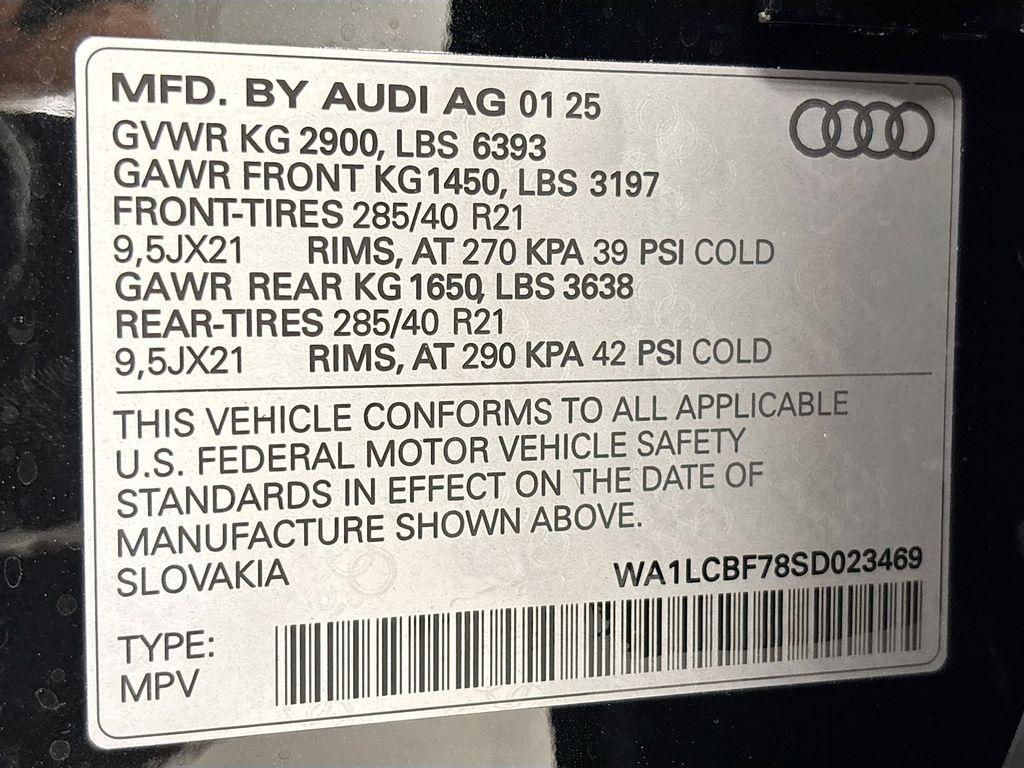 MFD. BY AUDI AG 01 25
GVWR KG 2900, LBS 6393
GAWR FRONT KG1450, LBS 3197
FRONT-TIRES 285/40 R21
9,5JX21 RIMS, AT 270 KPA 39 PSI COLD
GAWR REAR KG 1650, LBS 3638
REAR-TIRES 285/40 R21
9,5JX21 RIMS, AT 290 KPA 42 PSI COLD
THIS VEHICLE CONFORMS TO ALL APPLICABLE
U.S. FEDERAL MOTOR VEHICLE SAFETY
STANDARDS IN EFFECT ON THE DATE OF
MANUFACTURE SHOWN ABOVE.
SLOVAKIA WA1LCBF78SD023469
TYPE:
MPV